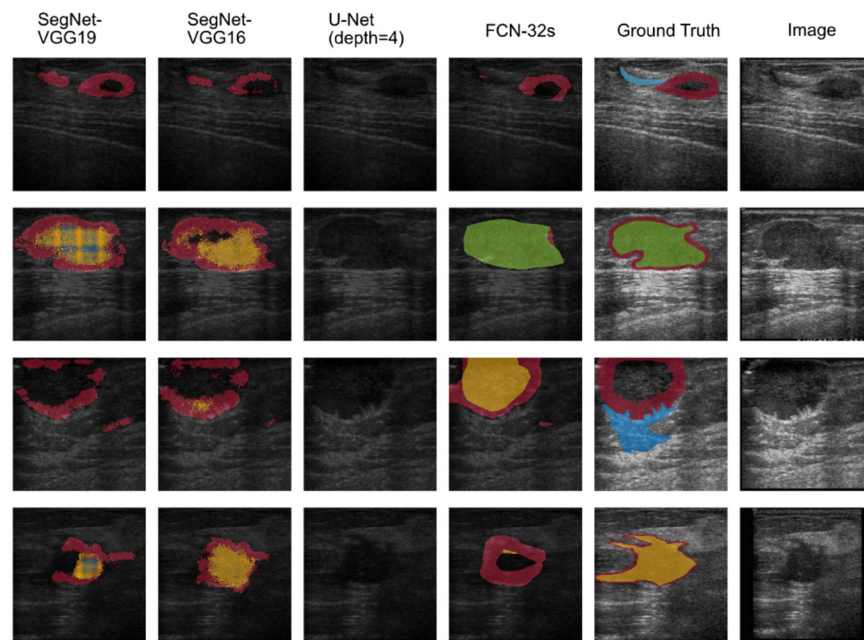 SegNet-
VGG19
SegNet-
VGG16
U-Net
(depth=4)
FCN-32s
Ground Truth
Image